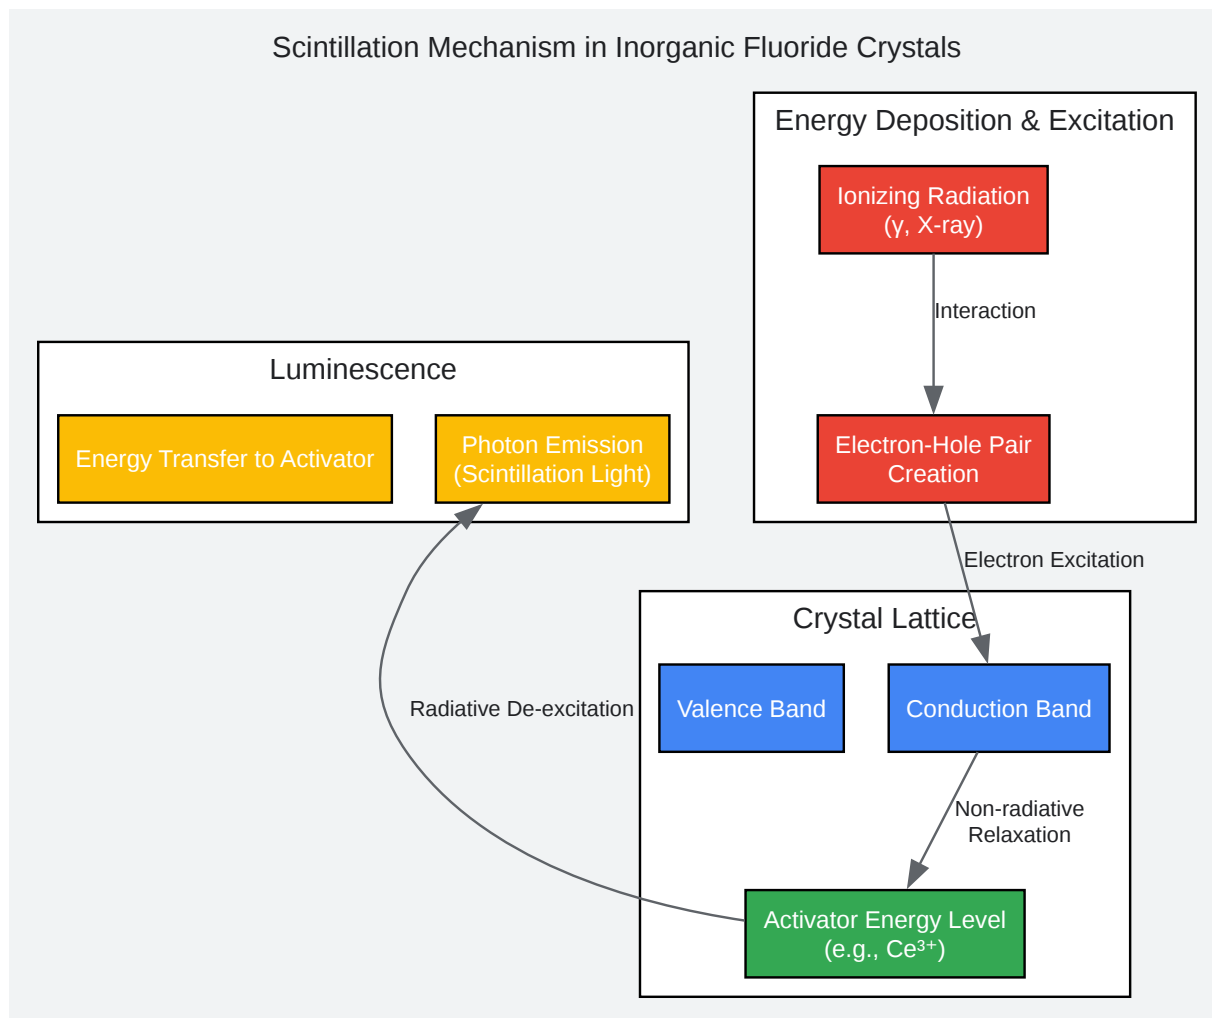 Scintillation Mechanism in Inorganic Fluoride Crystals
Energy Deposition & Excitation
Ionizing Radiation
(γ, X-ray)
Interaction
Electron-Hole Pair
Creation
Luminescence
Energy Transfer to Activator
Photon Emission
(Scintillation Light)
Electron Excitation
Crystal Lattice
Valence Band
Conduction Band
Radiative De-excitation
Non-radiative
Relaxation
Activator Energy Level
(e.g., Ce³⁺)